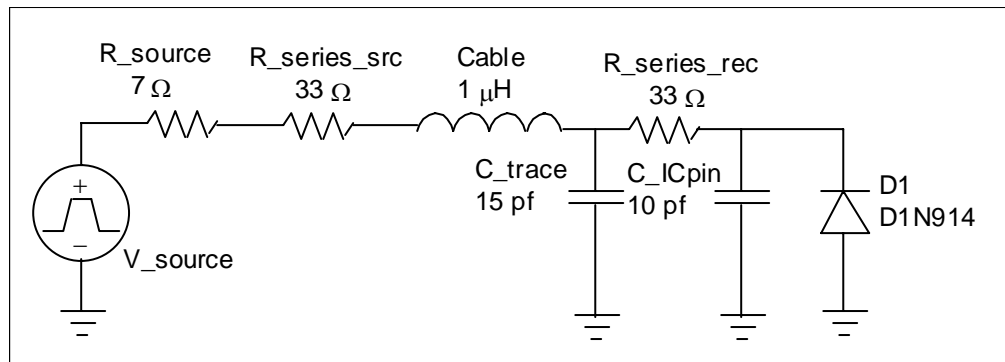 R_source
7 Ω
R_series_src
33 Ω
Cable
1 μH
R_series_rec
33 Ω
C_trace
15 pf
C_ICpin
10 pf
D1
D1N914
+
−
V_source